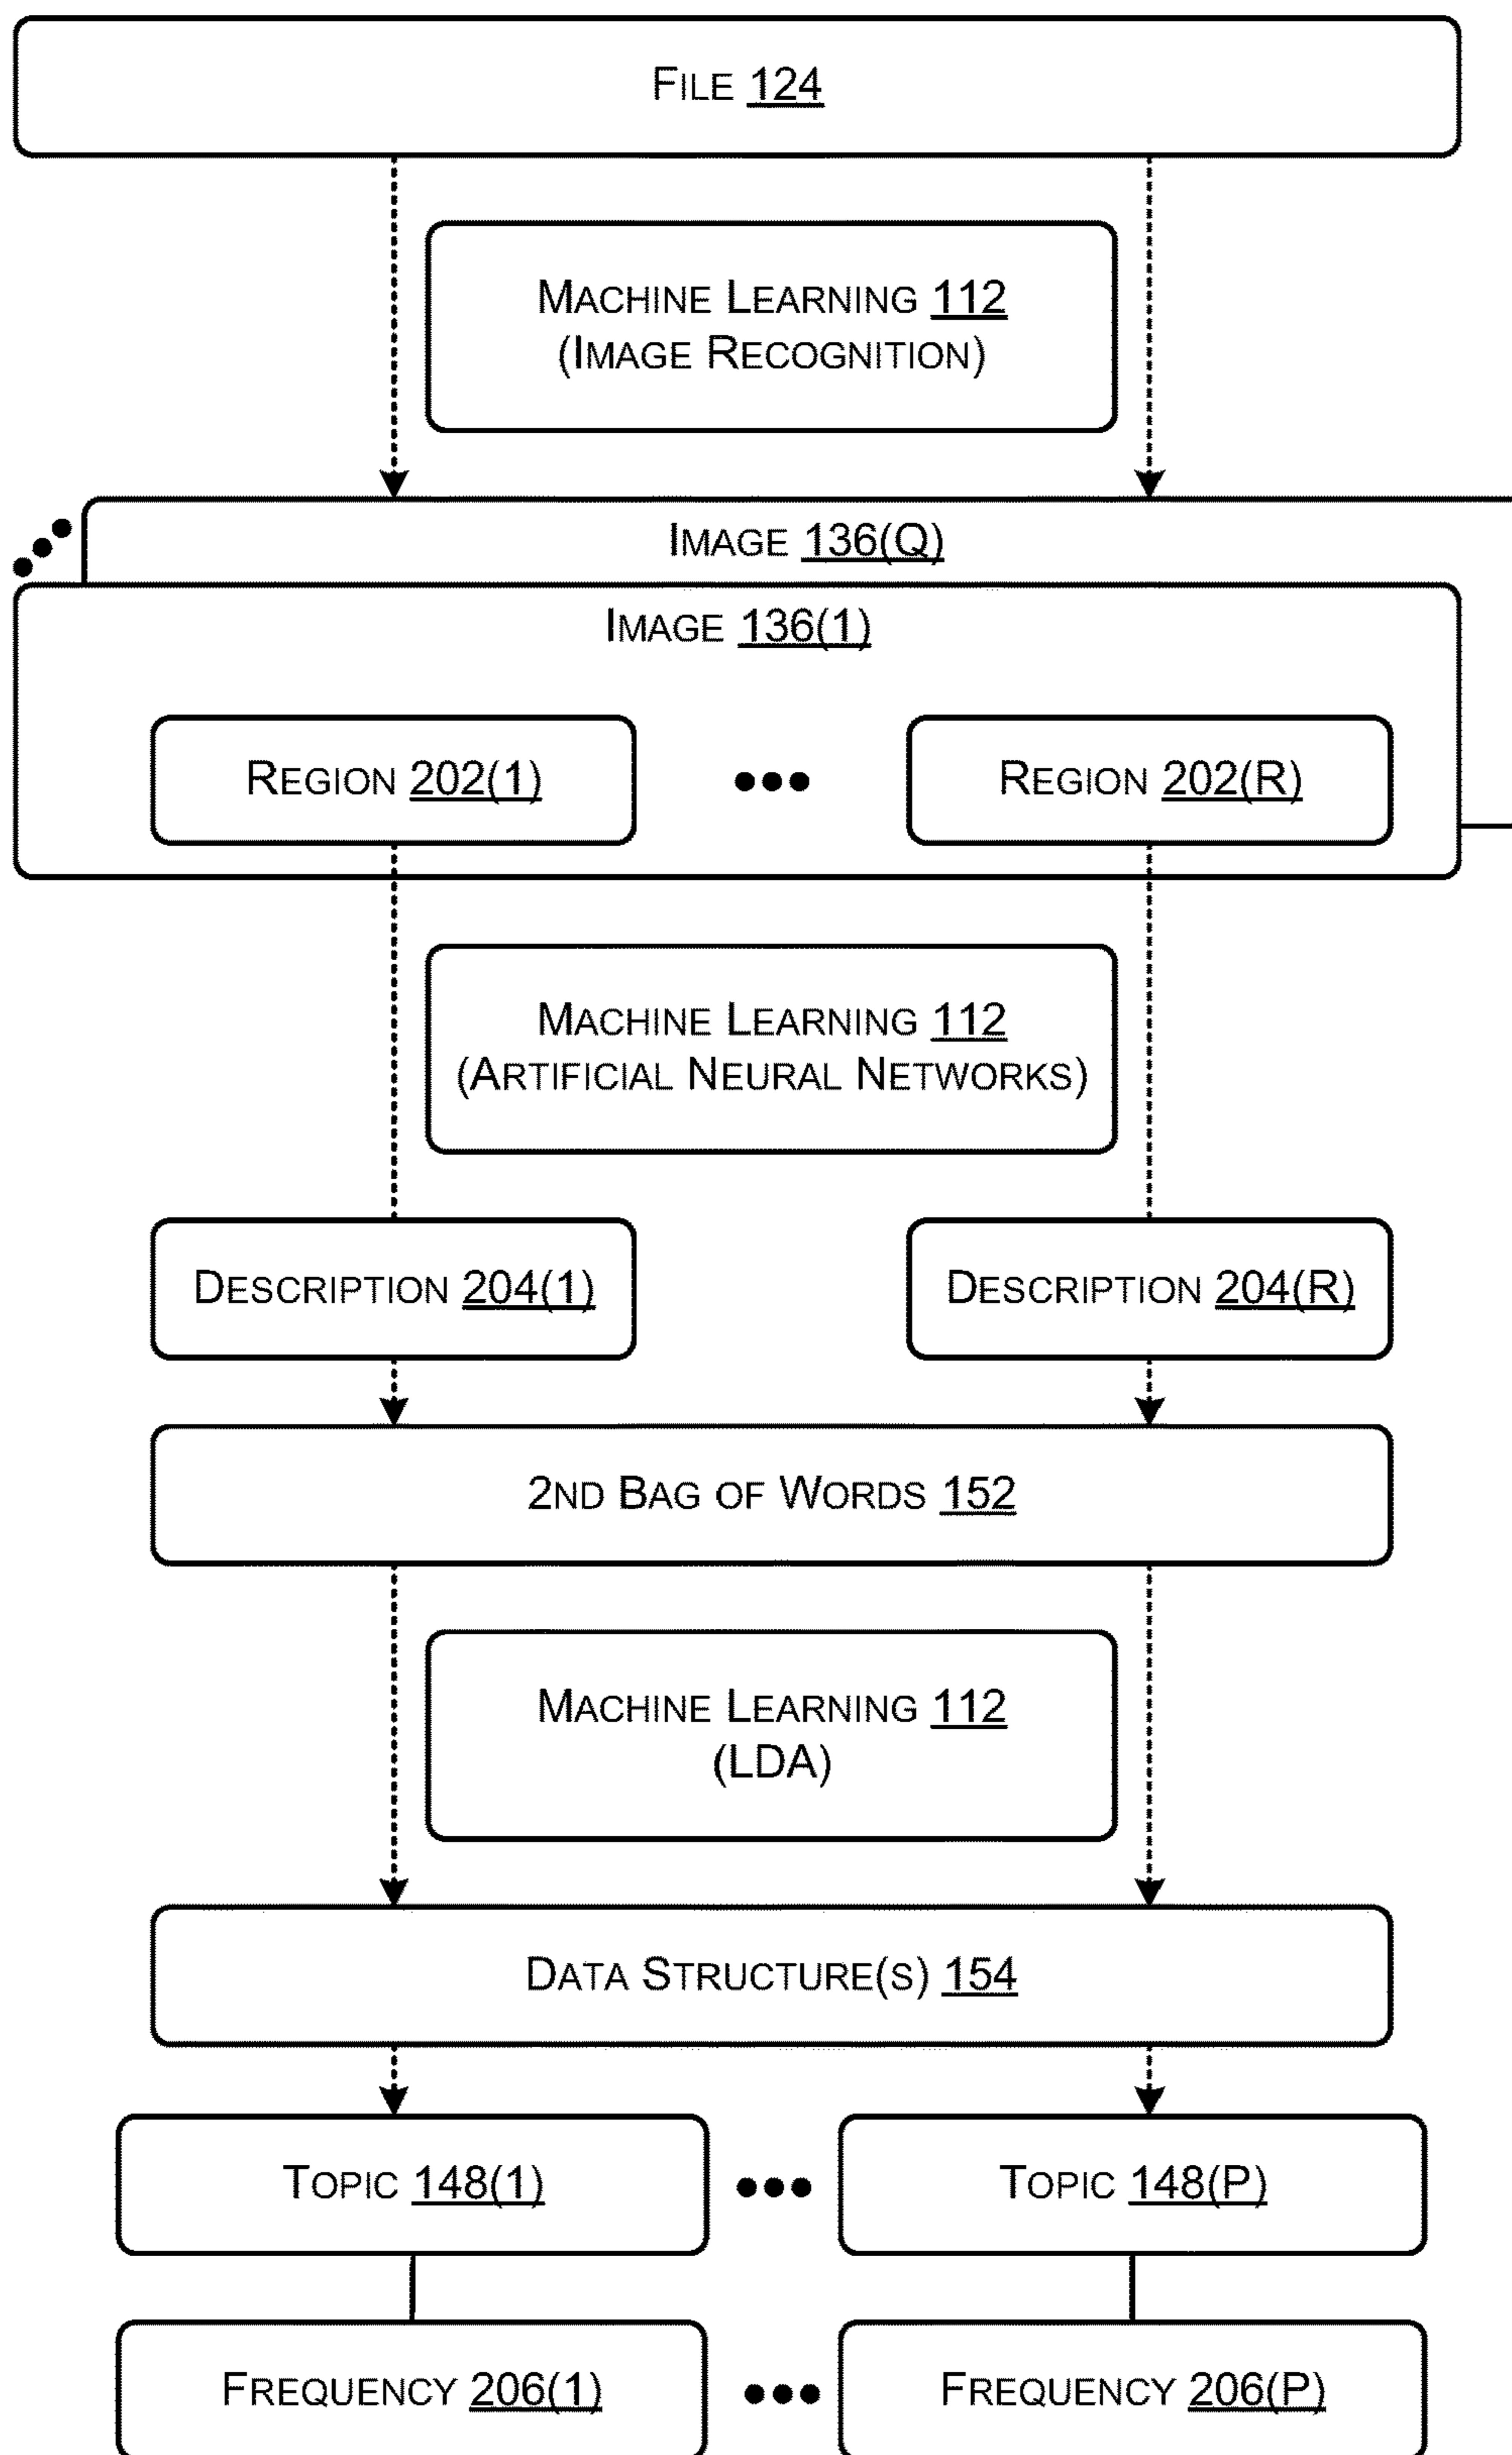 FILE 124
MACHINE LEARNING 112
(IMAGE RECOGNITION)
IMAGE 136(Q)
IMAGE 136(1)
REGION 202(1) ••• REGION 202(R)
MACHINE LEARNING 112
(ARTIFICIAL NEURAL NETWORKS)
DESCRIPTION 204(1) DESCRIPTION 204(R)
2ND BAG OF WORDS 152
MACHINE LEARNING 112
(LDA)
DATA STRUCTURE(S) 154
TOPIC 148(1) ••• TOPIC 148(P)
FREQUENCY 206(1) ••• FREQUENCY 206(P)